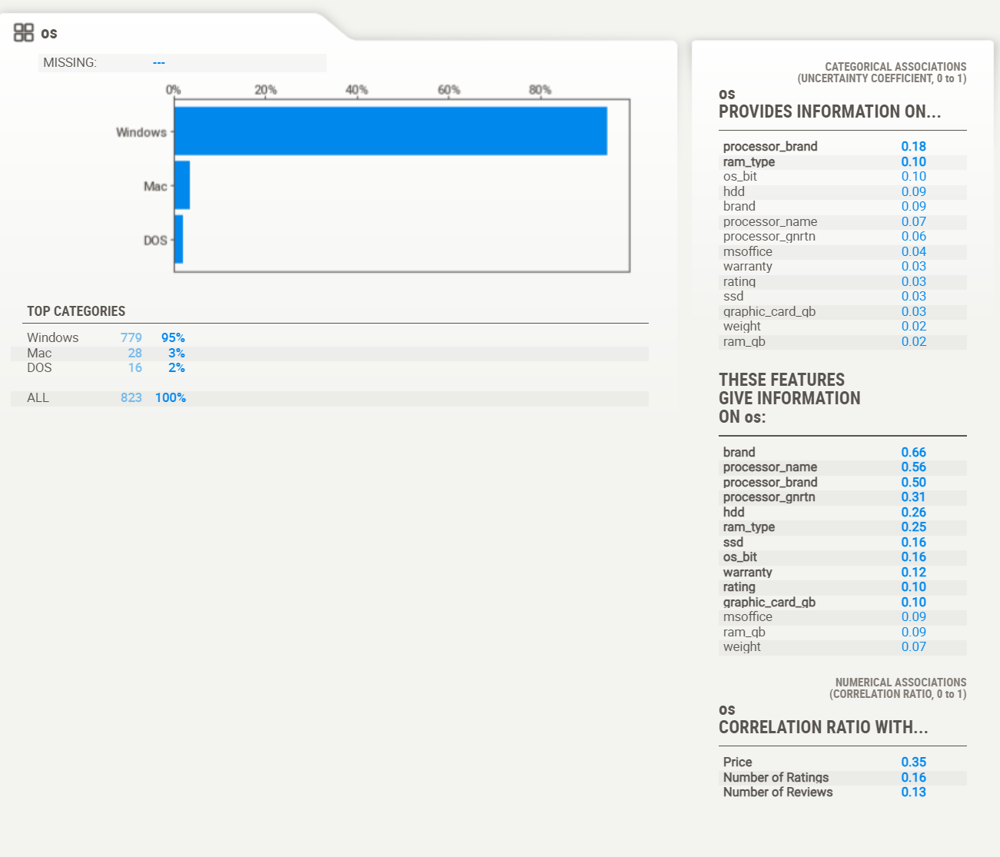 os
MISSING: ---
0% 20% 40% 60% 80%
Windows
Mac
DOS
TOP CATEGORIES
Windows 779 95%
Mac 28 3%
DOS 16 2%
ALL 823 100%
CATEGORICAL ASSOCIATIONS
(UNCERTAINTY COEFFICIENT, 0 to 1)
os
PROVIDES INFORMATION ON...
processor_brand 0.18
ram_type 0.10
os_bit 0.10
hdd 0.09
brand 0.09
processor_name 0.07
processor_gnrtn 0.06
msoffice 0.04
warranty 0.03
rating 0.03
ssd 0.03
graphic_card_gb 0.03
weight 0.02
ram_gb 0.02
THESE FEATURES
GIVE INFORMATION
ON os:
brand 0.66
processor_name 0.56
processor_brand 0.50
processor_gnrtn 0.31
hdd 0.26
ram_type 0.25
ssd 0.16
os_bit 0.16
warranty 0.12
rating 0.10
graphic_card_gb 0.10
msoffice 0.09
ram_gb 0.09
weight 0.07
NUMERICAL ASSOCIATIONS
(CORRELATION RATIO, 0 to 1)
os
CORRELATION RATIO WITH...
Price 0.35
Number of Ratings 0.16
Number of Reviews 0.13